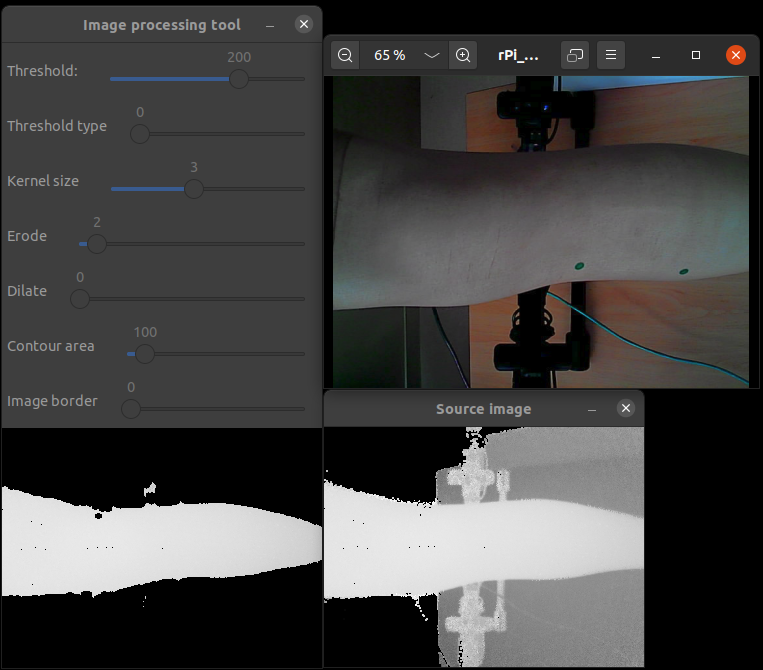 Image processing tool
200
Threshold:
0
Threshold type
3
Kernel size
2
Erode
0
Dilate
100
Contour area
0
Image border
65 %
rPi_...
Source image